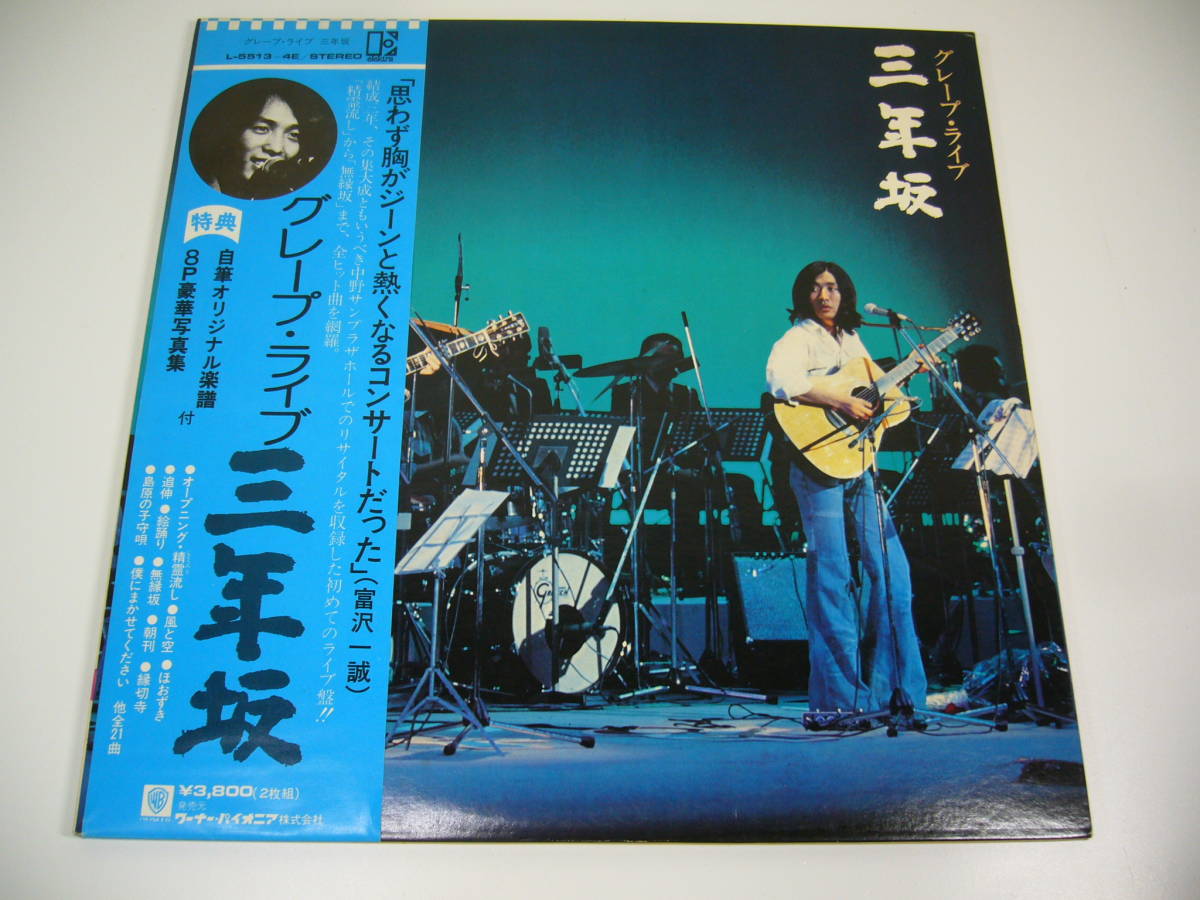 グレープ・ライブ 三年坂
L-5513〜4E/STEREO
elektra
「思わず胸がジーンと熱くなるコンサートだった」(富沢一誠)
結成三年、その集大成ともいうべき中野サンプラザホールでのリサイタルを収録した初めてのライブ盤!!
「精霊流し」から「無縁坂」まで、全ヒット曲を網羅。
グレープ・ライブ
三年坂
特典
自筆オリジナル楽譜
8P豪華写真集
付
●オープニング・精霊流し●風と空●ほおずき
●追伸●絵踊り●無縁坂●朝刊●縁切寺
●島原の子守唄●僕にまかせてください 他全21曲
¥3,800(2枚組)
発売元
ワーナー・パイオニア株式会社
グレープ・ライブ
三年坂
GRETSCH